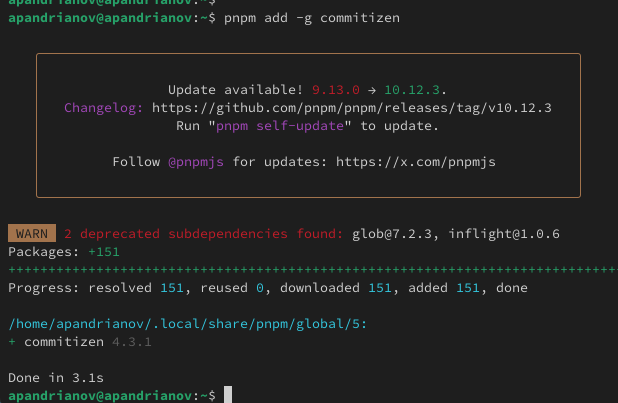 apandrianov@apandrianov:~$
apandrianov@apandrianov:~$ pnpm add -g commitizen
Update available! 9.13.0 → 10.12.3.
Changelog: https://github.com/pnpm/pnpm/releases/tag/v10.12.3
Run "pnpm self-update" to update.
Follow @pnpmjs for updates: https://x.com/pnpmjs
WARN 2 deprecated subdependencies found: glob@7.2.3, inflight@1.0.6
Packages: +151
+++++++++++++++++++++++++++++++++++++++++++++++++++++++++++++++++++++++++++++
Progress: resolved 151, reused 0, downloaded 151, added 151, done
/home/apandrianov/.local/share/pnpm/global/5:
+ commitizen 4.3.1
Done in 3.1s
apandrianov@apandrianov:~$